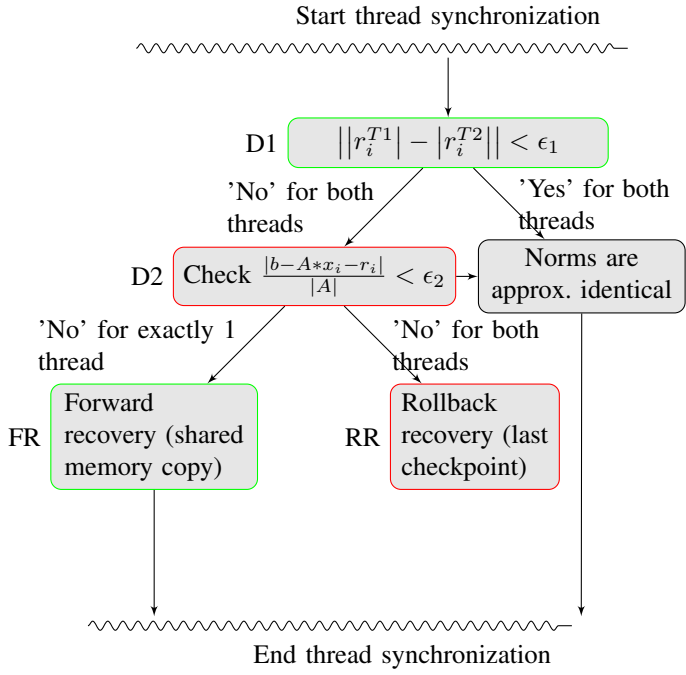 Start thread synchronization
D1
||r_i^{T1}| − |r_i^{T2}|| < ϵ_1
'No' for both
threads
'Yes' for both
threads
D2
Check |b−A∗x_i−r_i| / |A| < ϵ_2
Norms are
approx. identical
'No' for exactly 1
thread
'No' for both
threads
FR
Forward
recovery (shared
memory copy)
RR
Rollback
recovery (last
checkpoint)
End thread synchronization